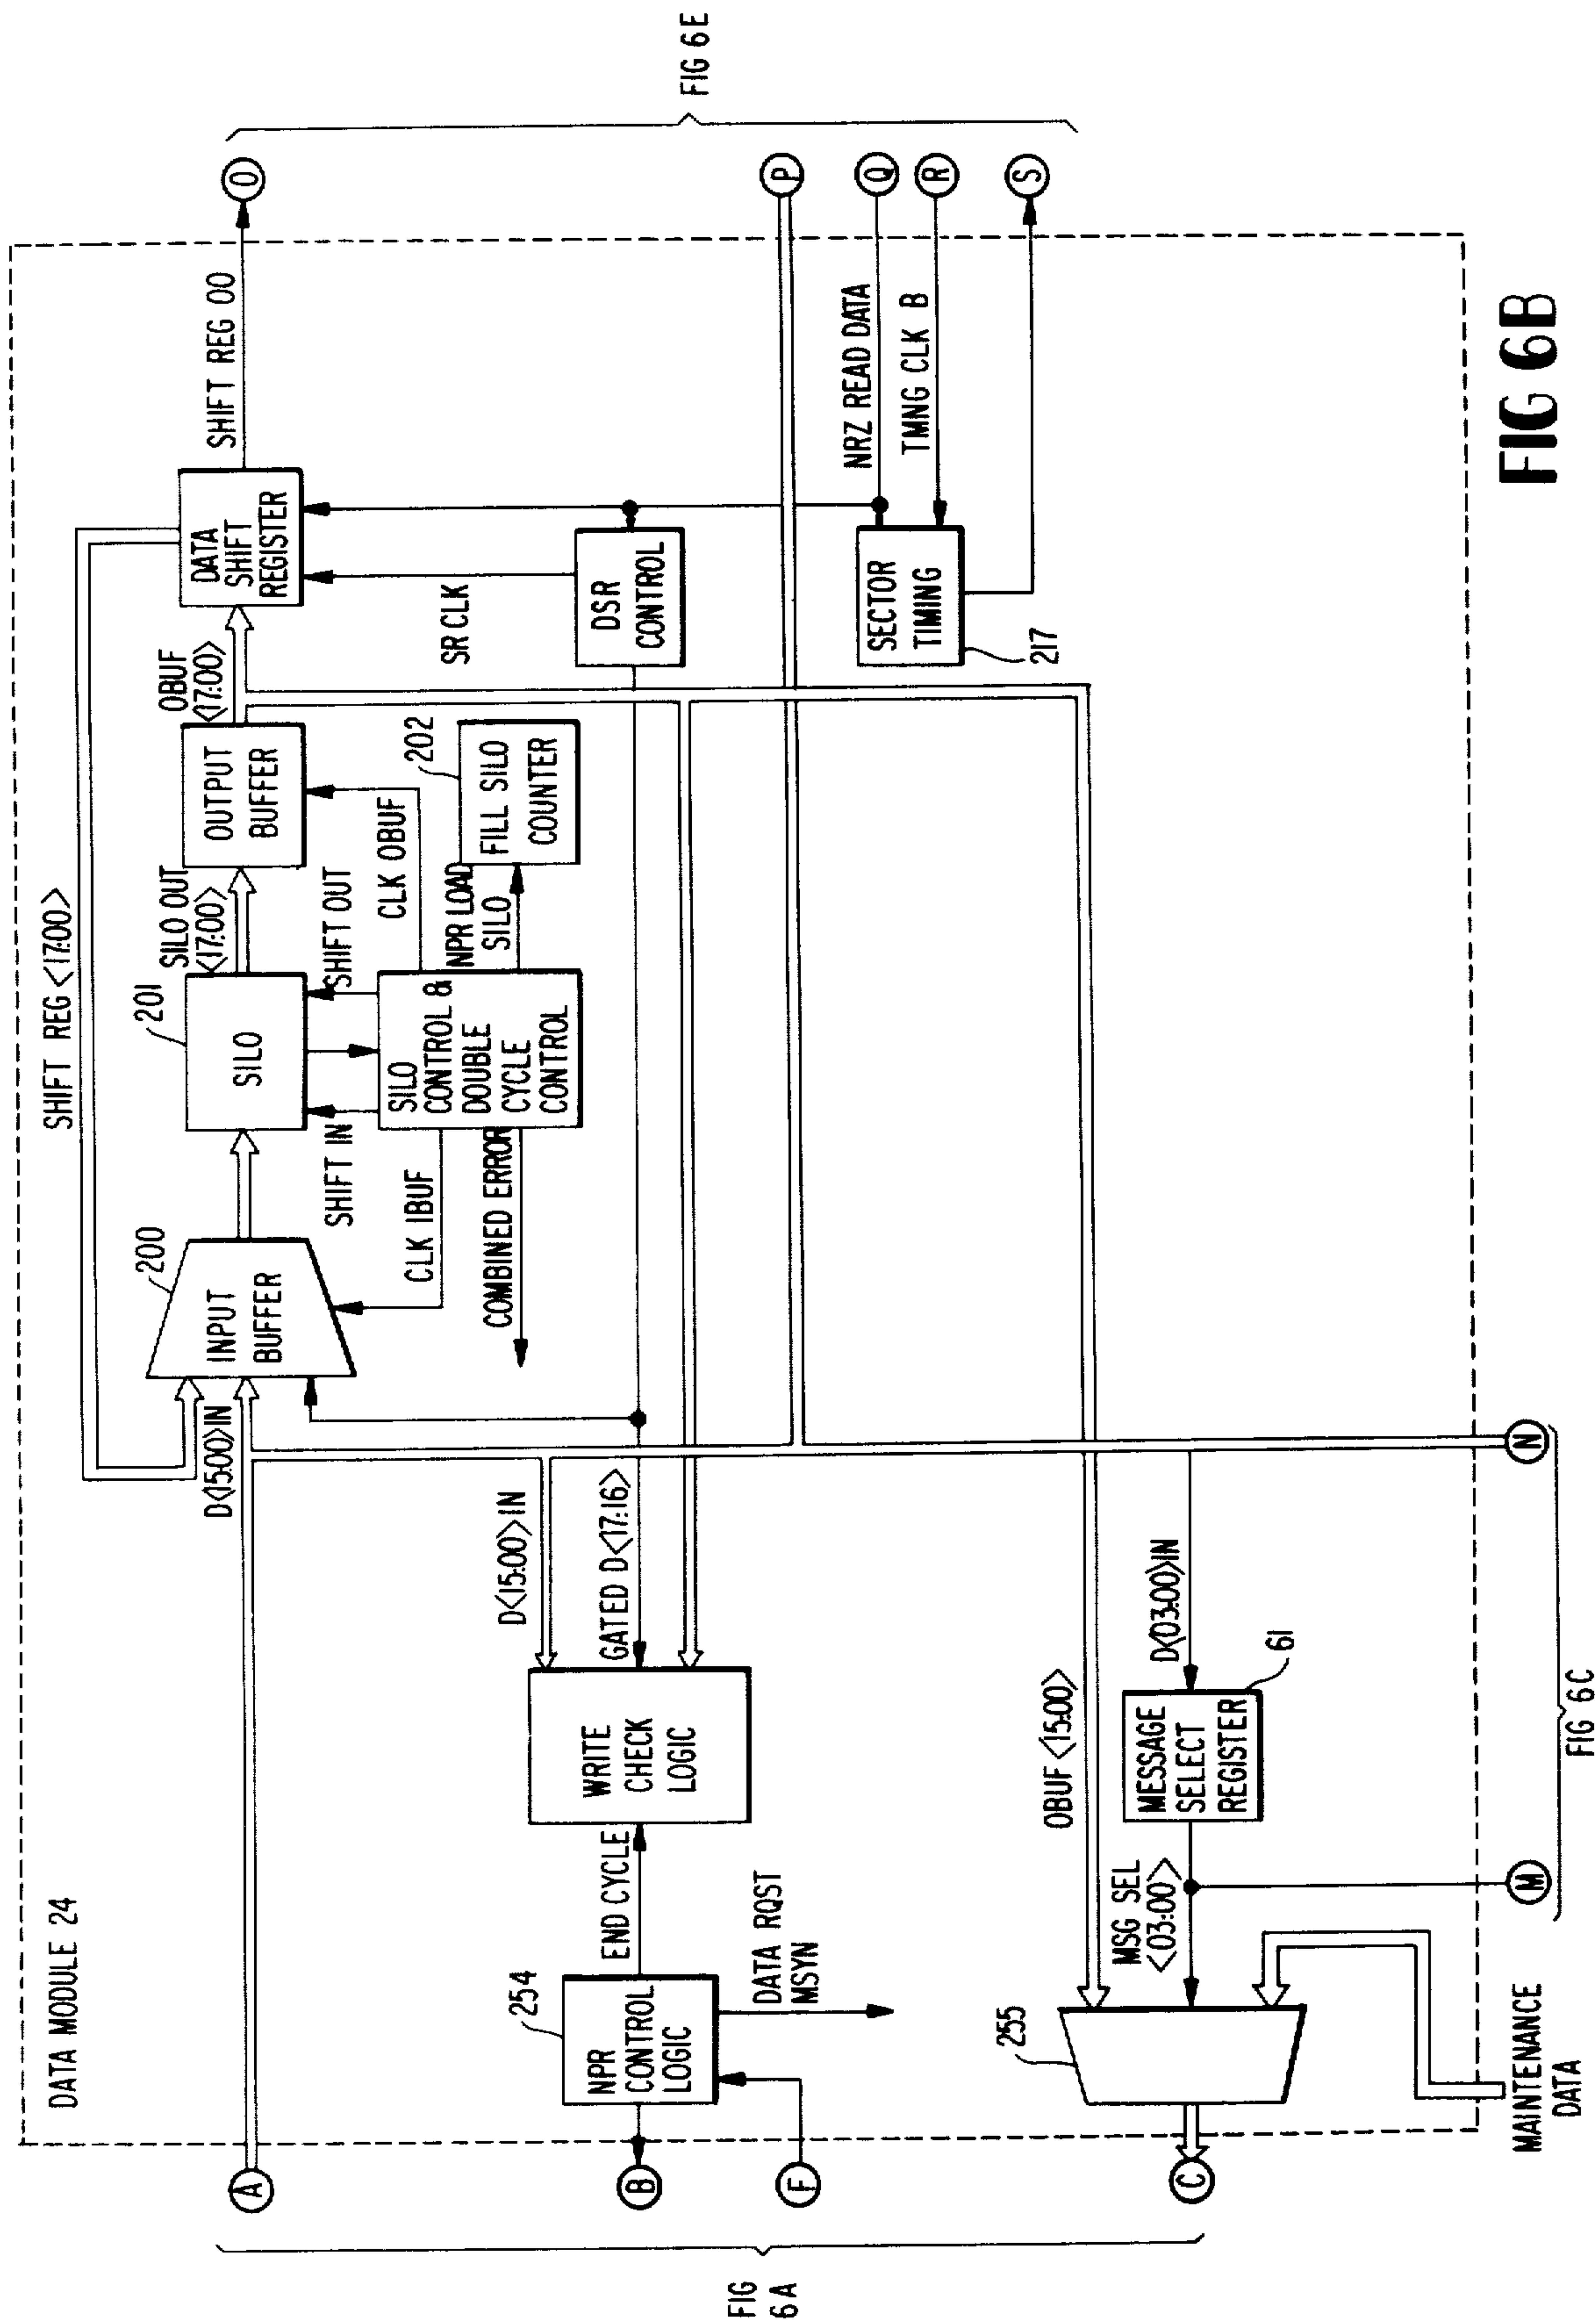 DATA MODULE 24
SHIFT REG <17:00>
D<15:00>IN
200
INPUT
BUFFER
201
SILO
SILO OUT
<17:00>
OUTPUT
BUFFER
OBUF
<17:00>
DATA
SHIFT
REGISTER
SHIFT REG 00
SHIFT IN
SHIFT OUT
CLK IBUF
CLK OBUF
COMBINED ERROR
SILO
CONTROL &
DOUBLE
CYCLE
CONTROL
NPR LOAD
SILO
202
FILL SILO
COUNTER
SR CLK
DSR
CONTROL
D<15:00>IN
GATED D<17:16>
254
NPR
CONTROL
LOGIC
END CYCLE
WRITE
CHECK
LOGIC
DATA RQST
MSYN
NRZ READ DATA
TMNG CLK B
SECTOR
TIMING
217
OBUF <15:00>
255
MSG SEL
<03:00>
MESSAGE
SELECT
REGISTER
61
D<03:00>IN
MAINTENANCE
DATA
A
B
F
C
M
N
O
P
Q
R
S
FIG
6A
FIG 6C
FIG 6E
FIG 6B